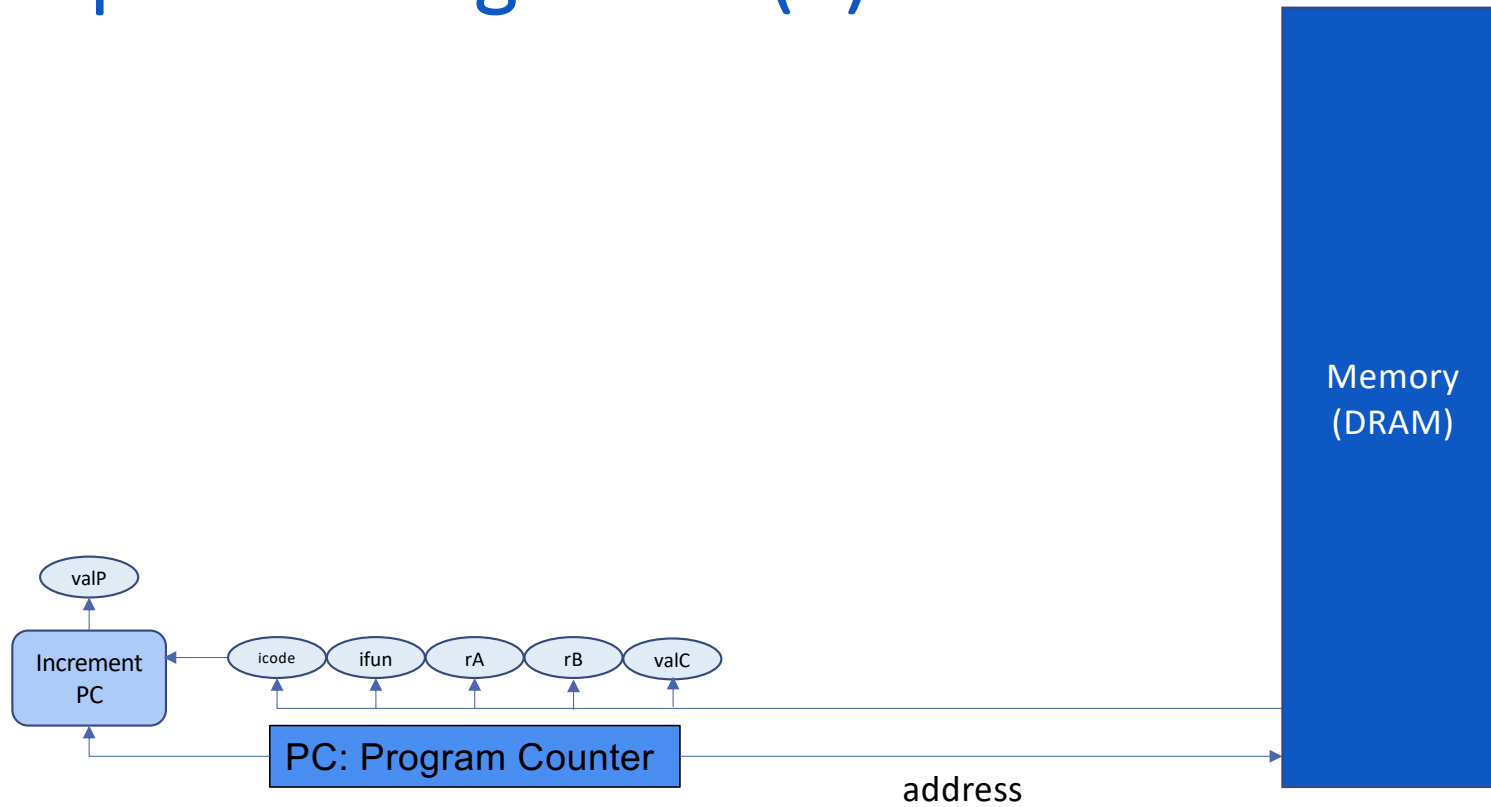 Memory
(DRAM)
valP
Increment
PC
icode
ifun
rA
rB
valC
PC: Program Counter
address